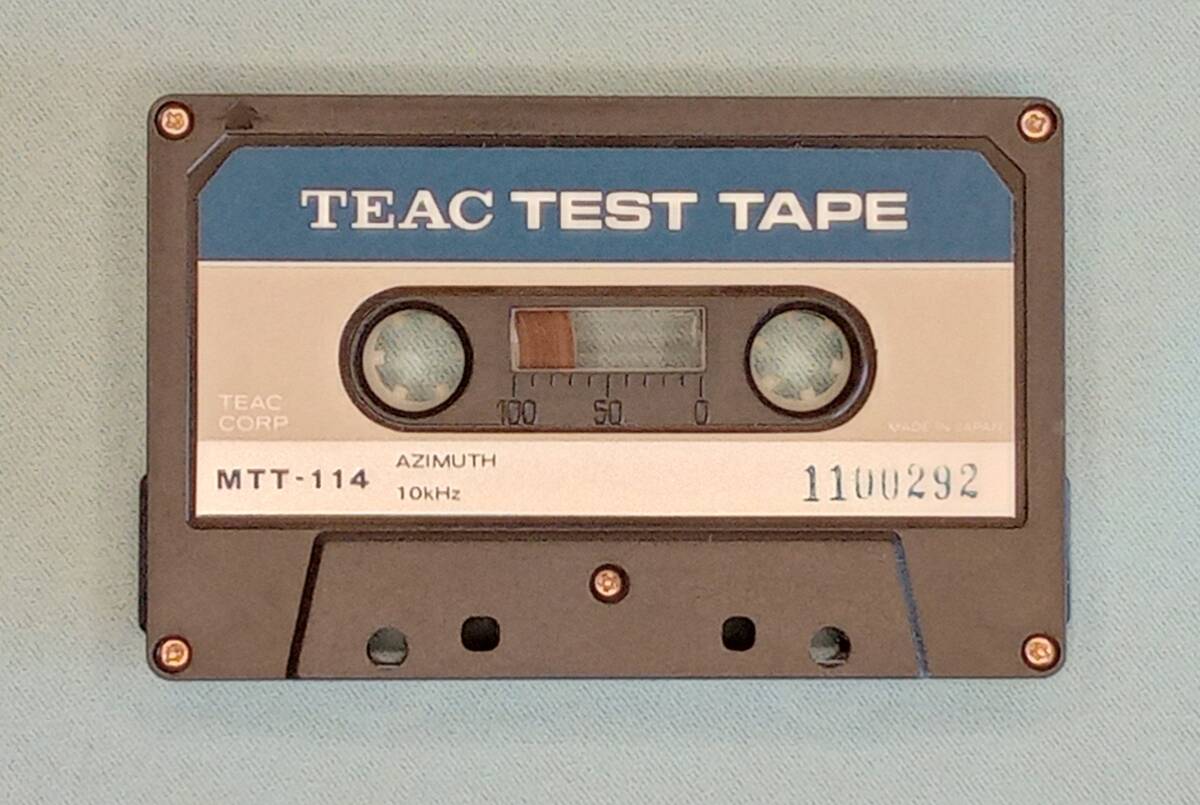 TEAC TEST TAPE
100 50 0
TEAC
CORP
MADE IN JAPAN
MTT-114
AZIMUTH
10kHz
1100292